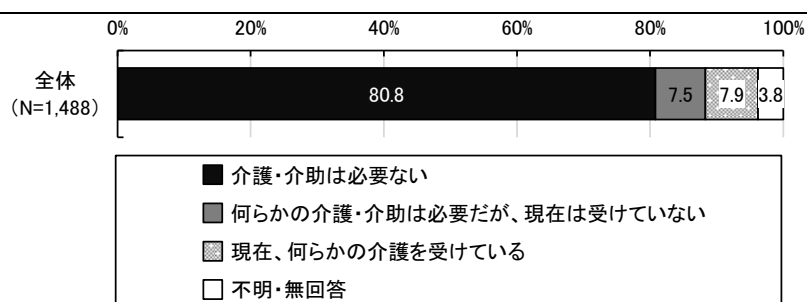 0% 20% 40% 60% 80% 100%
全体
(N=1,488)
80.8 7.5 7.9 3.8
介護・介助は必要ない
何らかの介護・介助は必要だが、現在は受けていない
現在、何らかの介護を受けている
不明・無回答